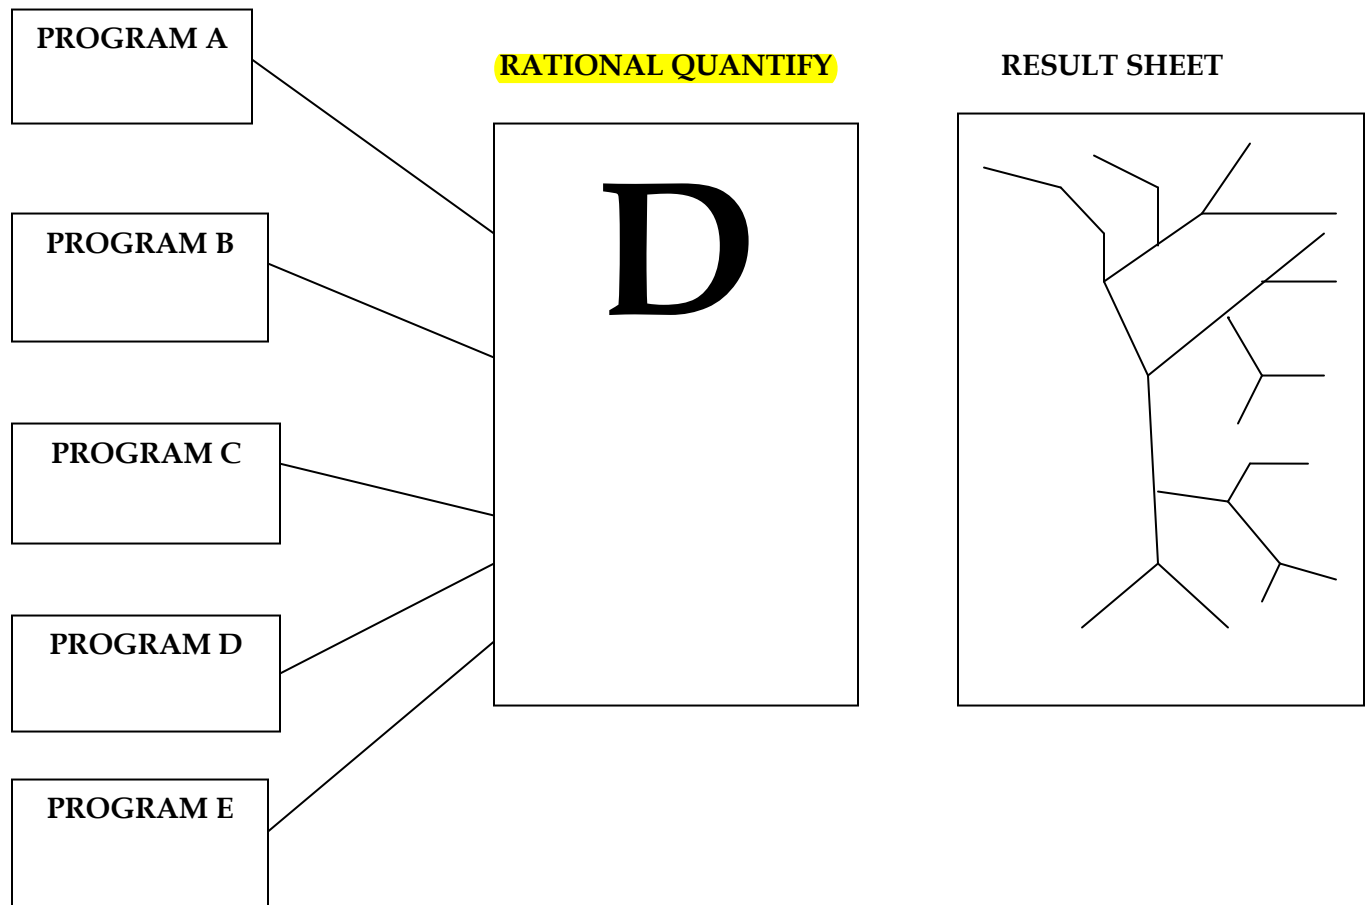 PROGRAM A
RATIONAL QUANTIFY
RESULT SHEET
D
PROGRAM B
PROGRAM C
PROGRAM D
PROGRAM E